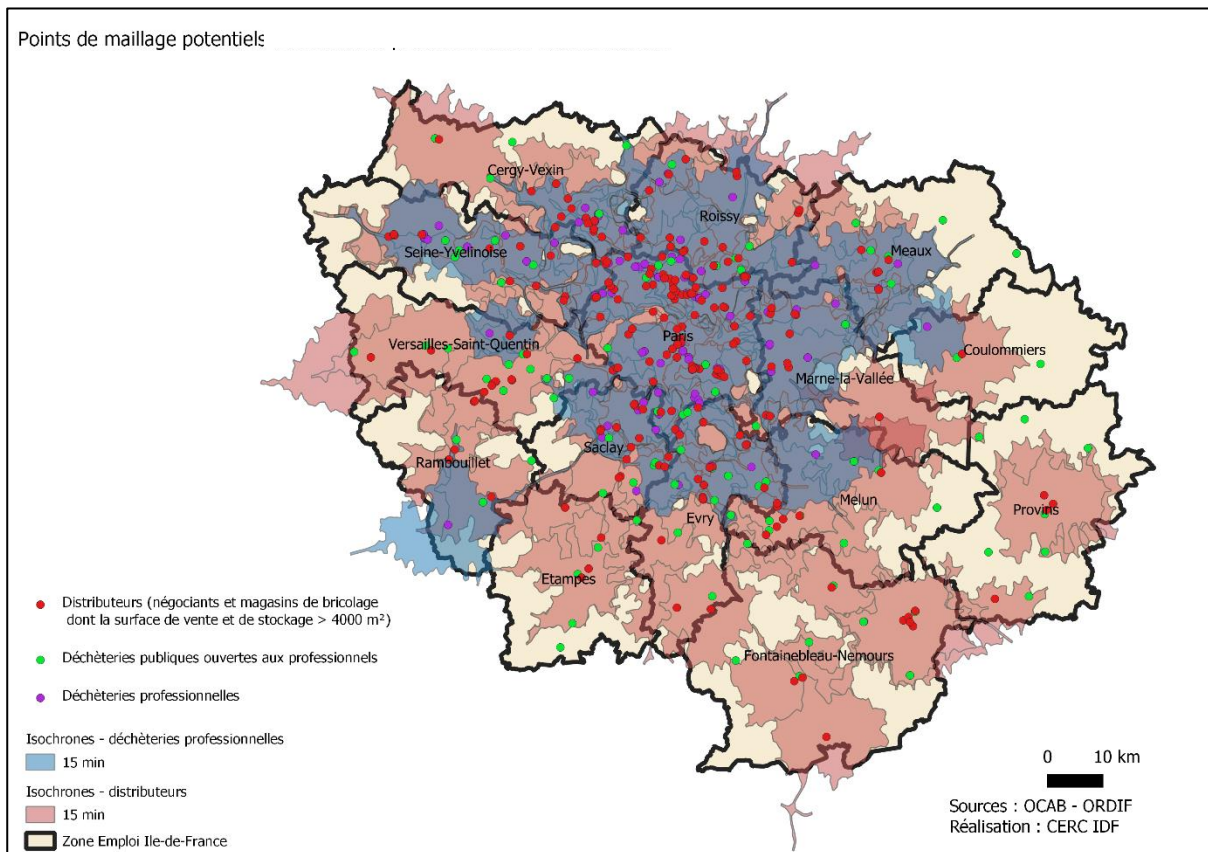 Points de maillage potentiels
Cergy-Vexin
Roissy
Seine-Yvelinoise
Meaux
Versailles-Saint-Quentin
Paris
Coulommiers
Marne-la-Vallée
Saclay
Rambouillet
Melun
Provins
Evry
Etampes
Fontainebleau-Nemours
Distributeurs (négociants et magasins de bricolage
dont la surface de vente et de stockage > 4000 m²)
Déchèteries publiques ouvertes aux professionnels
Déchèteries professionnelles
Isochrones - déchèteries professionnelles
15 min
Isochrones - distributeurs
15 min
Zone Emploi Ile-de-France
0 10 km
Sources : OCAB - ORDIF
Réalisation : CERC IDF